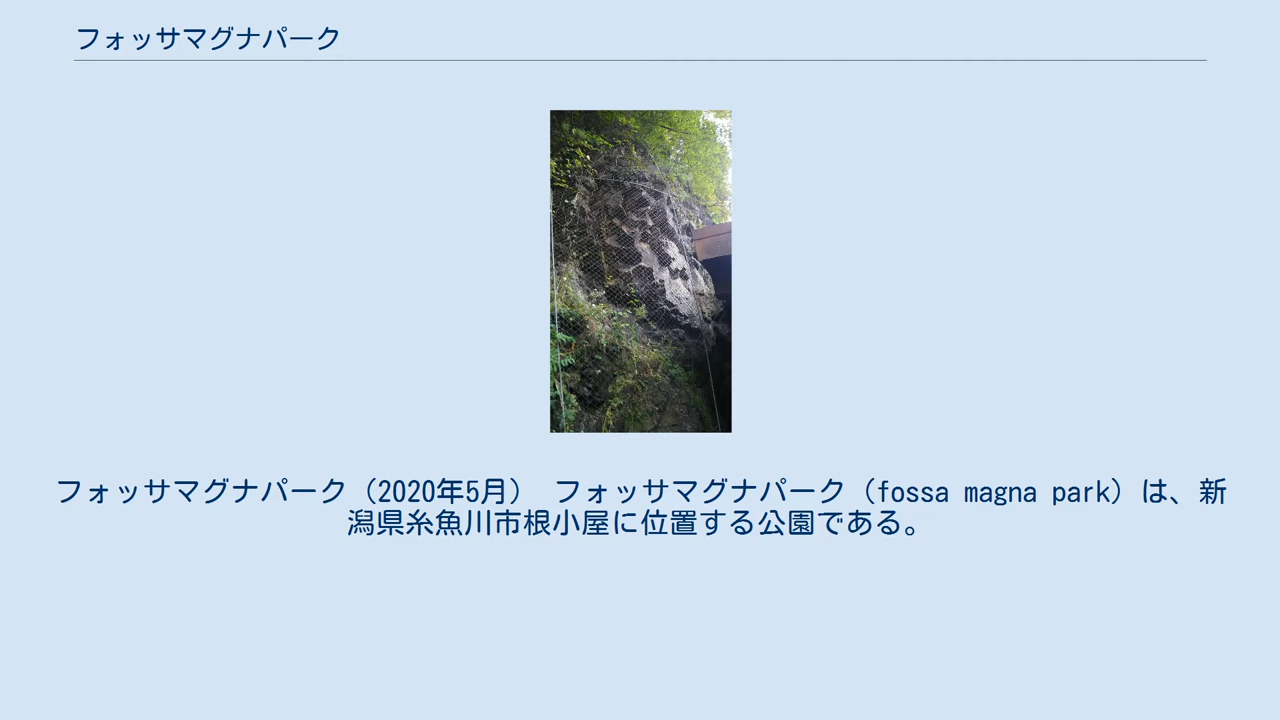 フォッサマグナパーク
フォッサマグナパーク（2020年5月） フォッサマグナパーク（fossa magna park）は、新
潟県糸魚川市根小屋に位置する公園である。